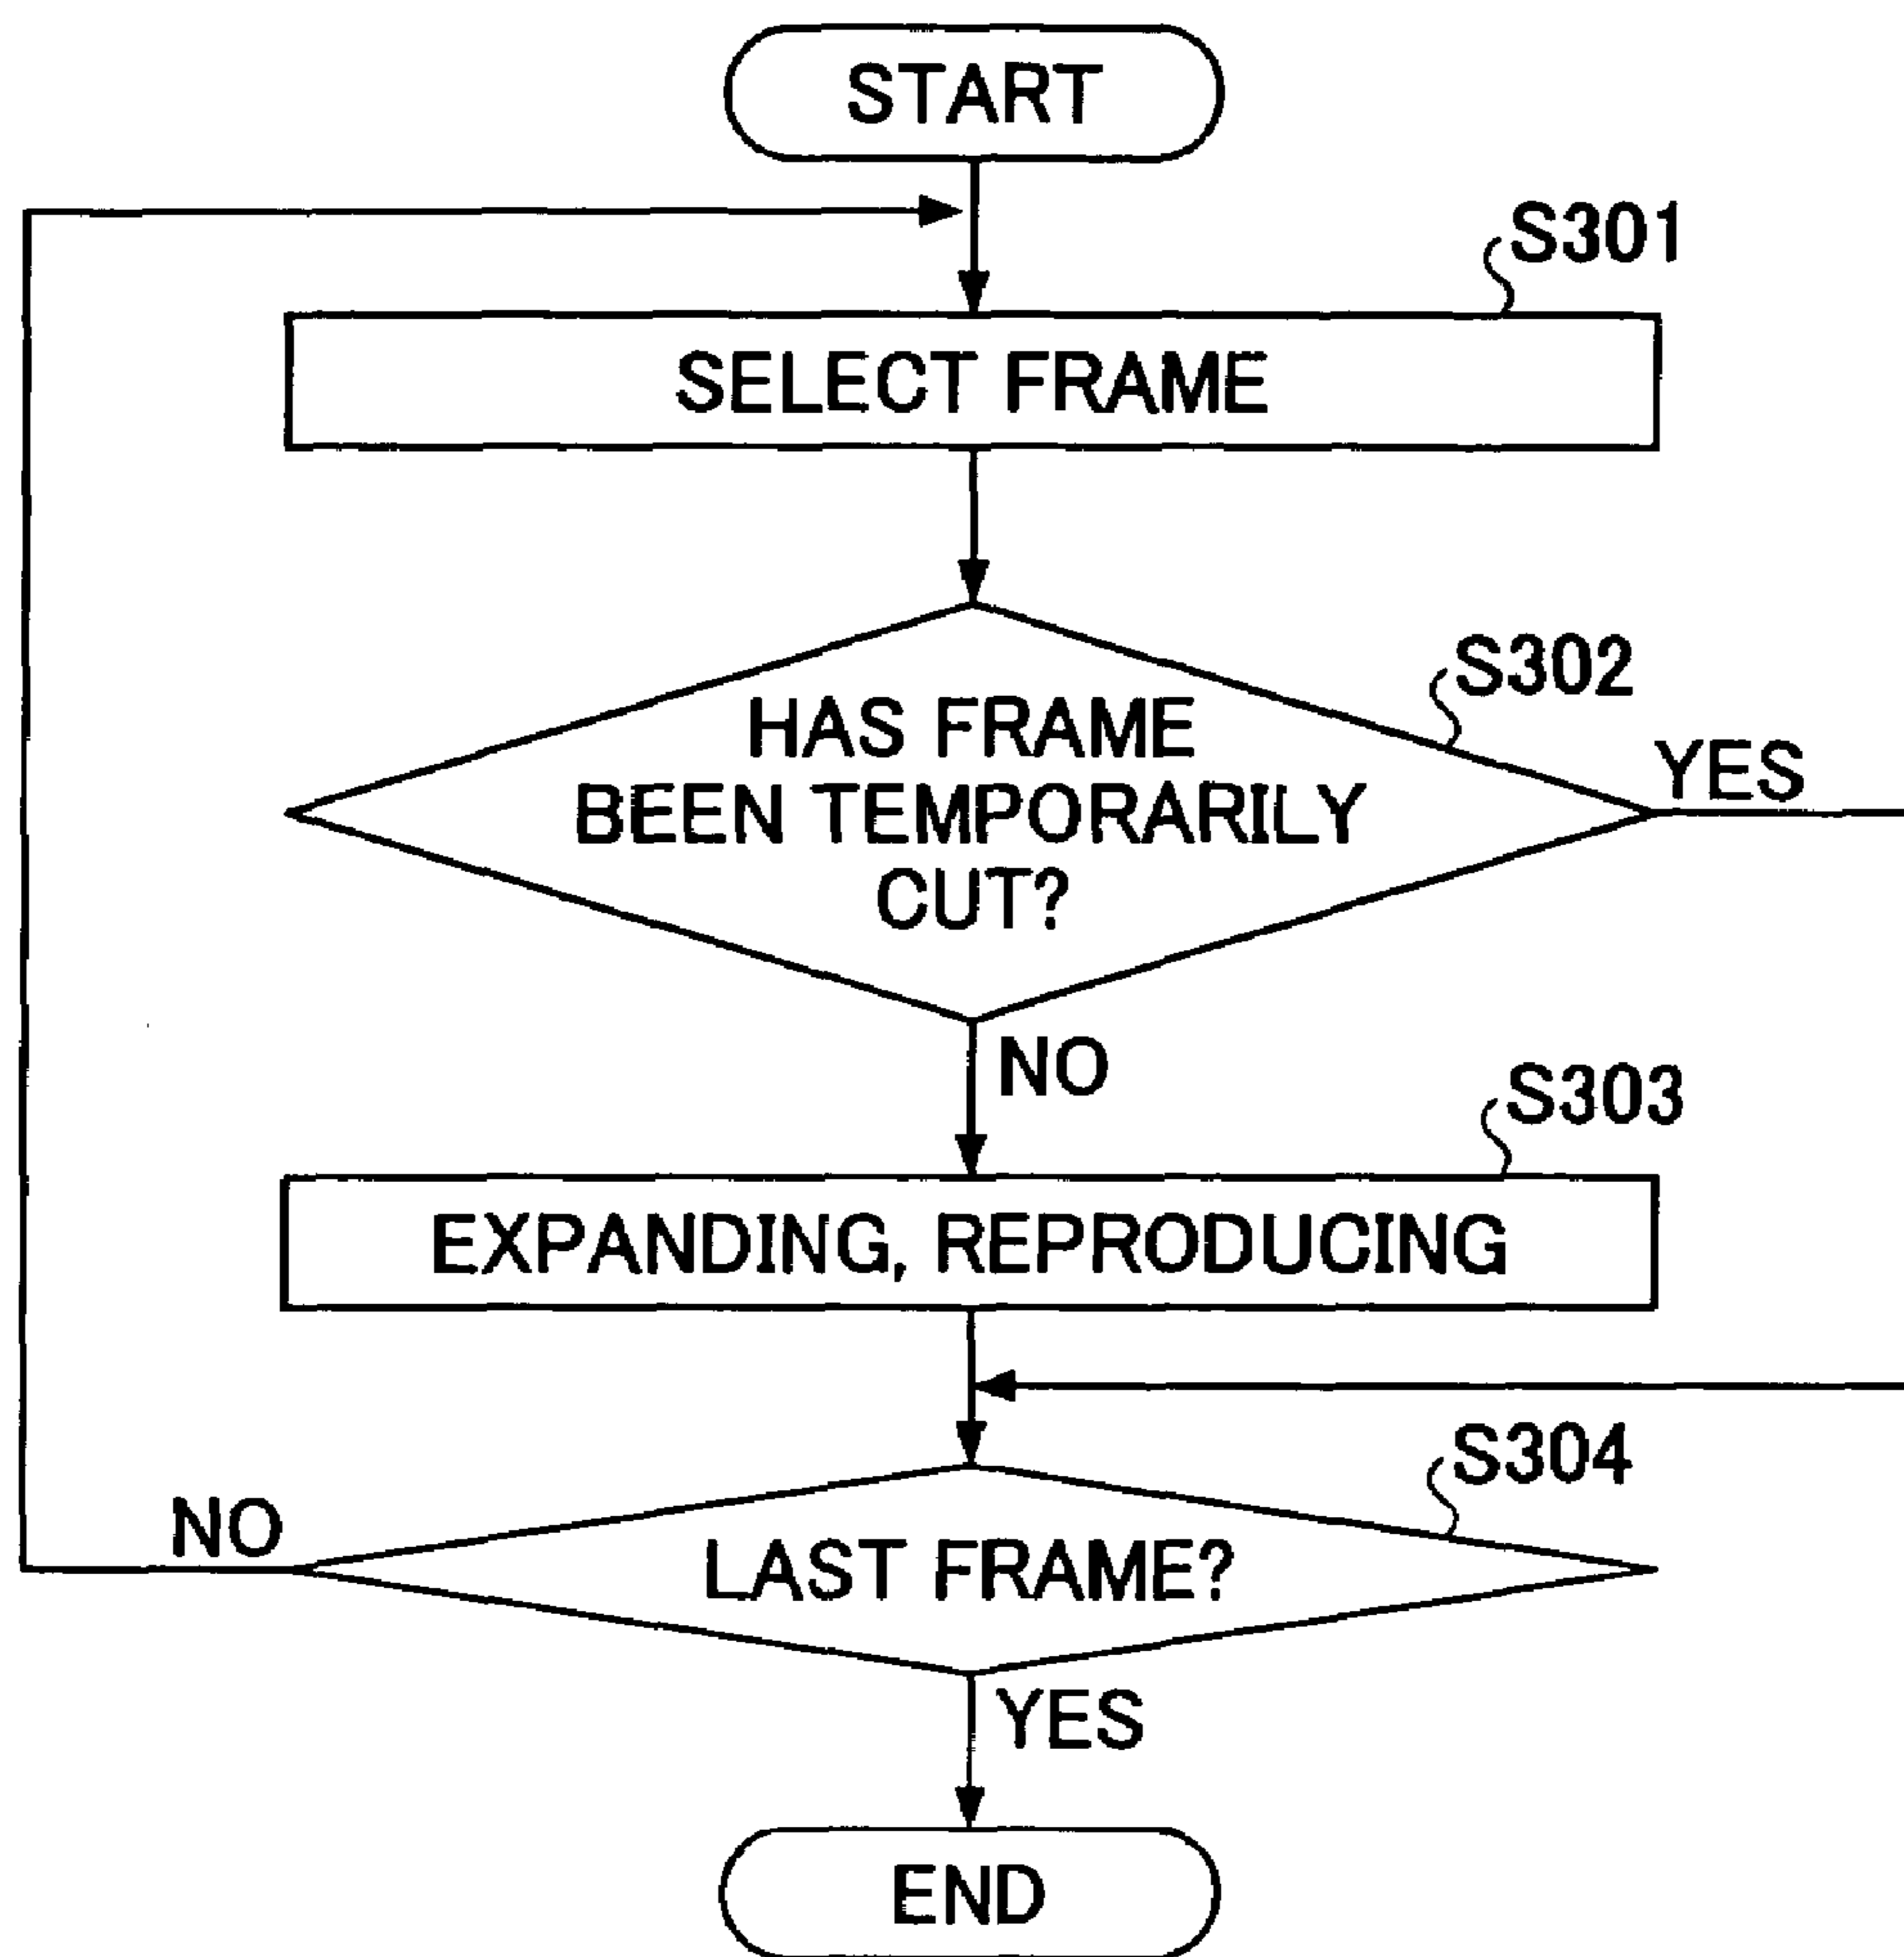 START
S301
SELECT FRAME
S302
HAS FRAME
BEEN TEMPORARILY
CUT?
YES
NO
S303
EXPANDING, REPRODUCING
S304
NO
LAST FRAME?
YES
END